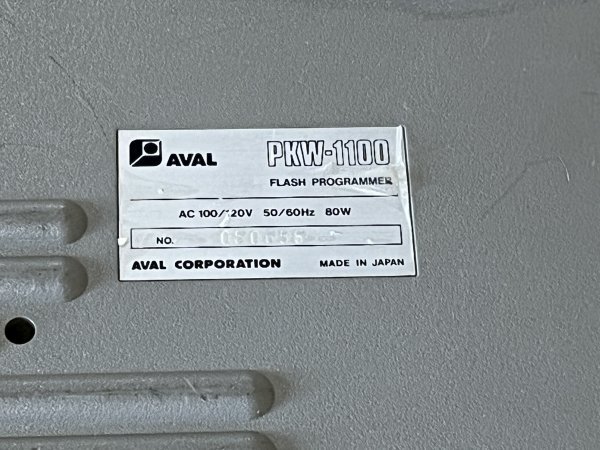 AVAL PKW-1100
FLASH PROGRAMMER
AC 100/120V 50/60Hz 80W
NO.
AVAL CORPORATION MADE IN JAPAN